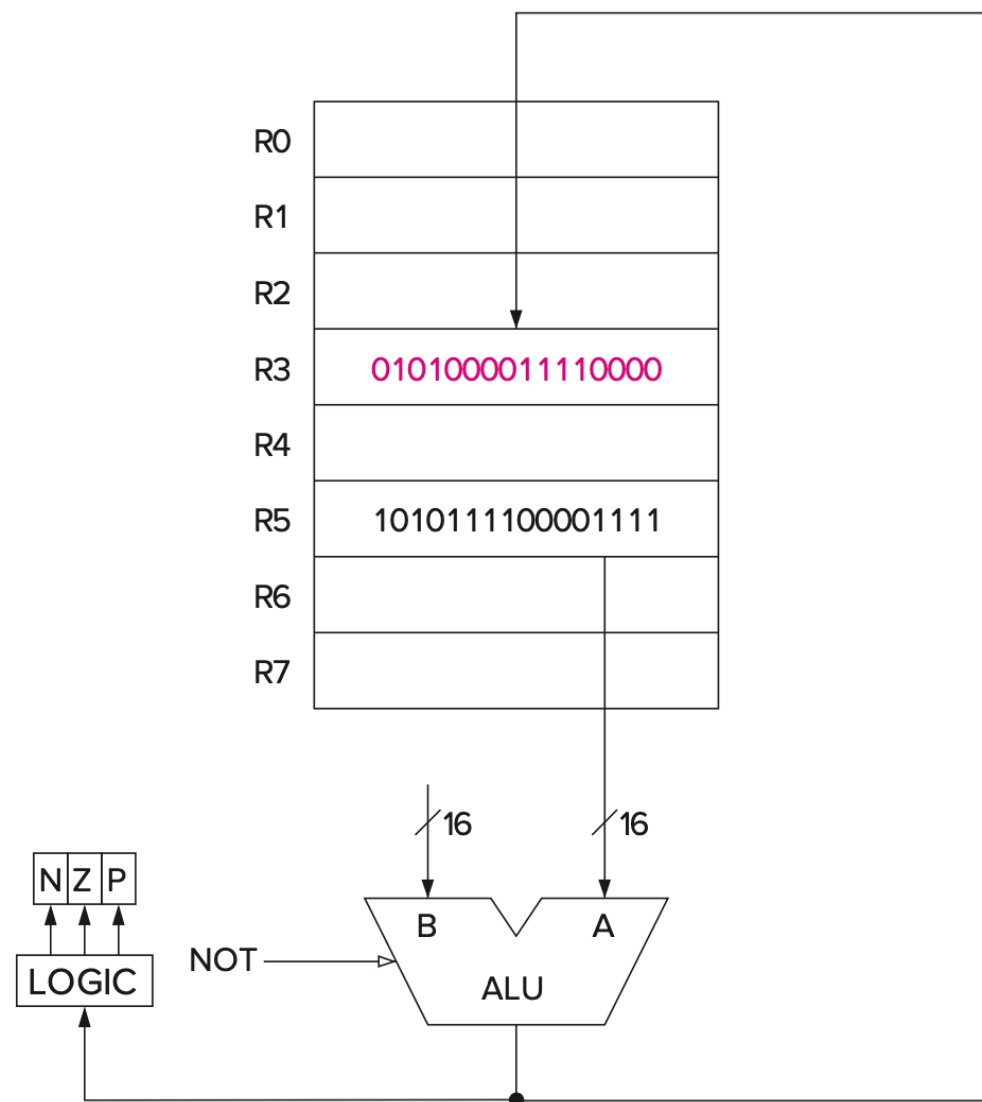 R0
R1
R2
R3 0101000011110000
R4
R5 1010111100001111
R6
R7
16 16
N Z P
B A
NOT
LOGIC
ALU